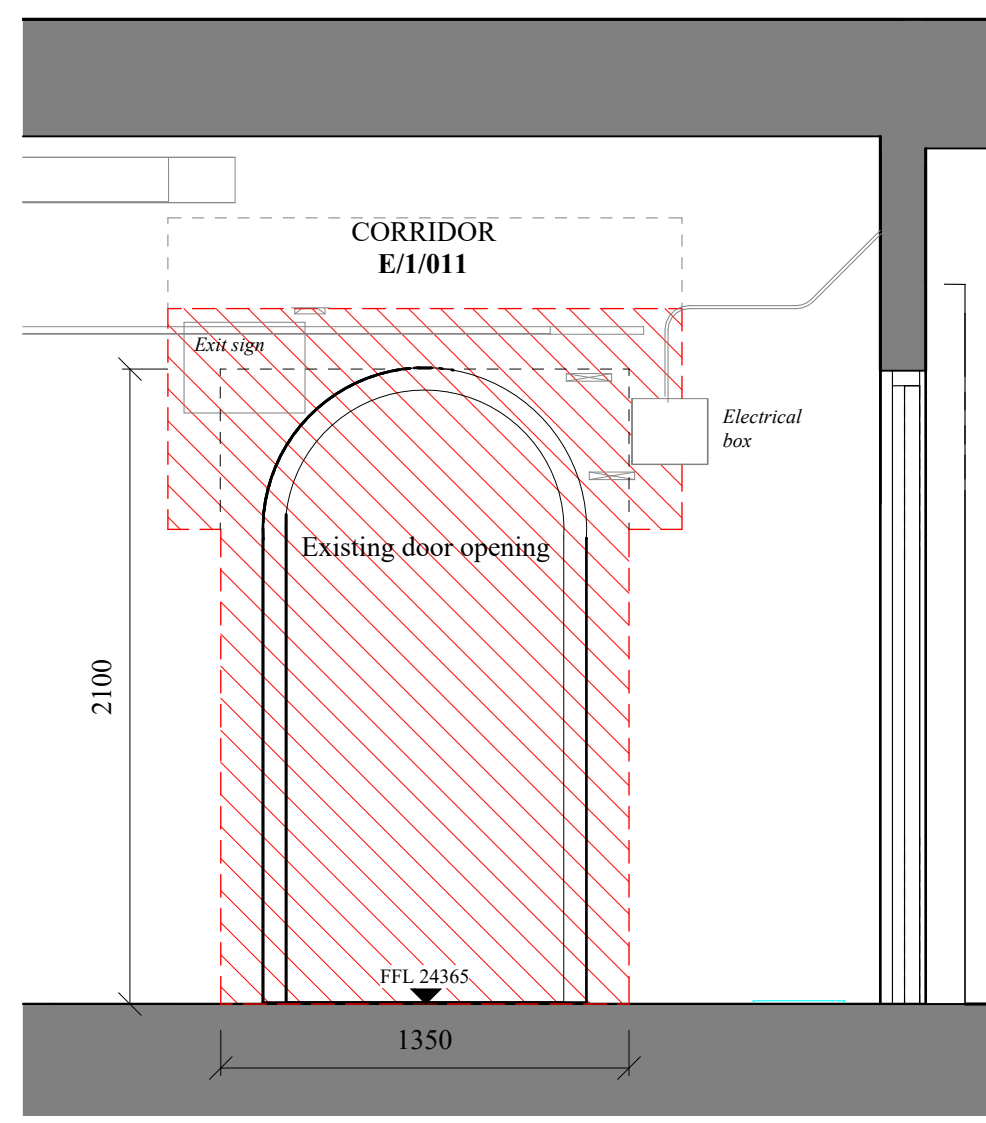 CORRIDOR
E/1/011
Exit sign
Electrical
box
Existing door opening
2100
FFL 24365
1350